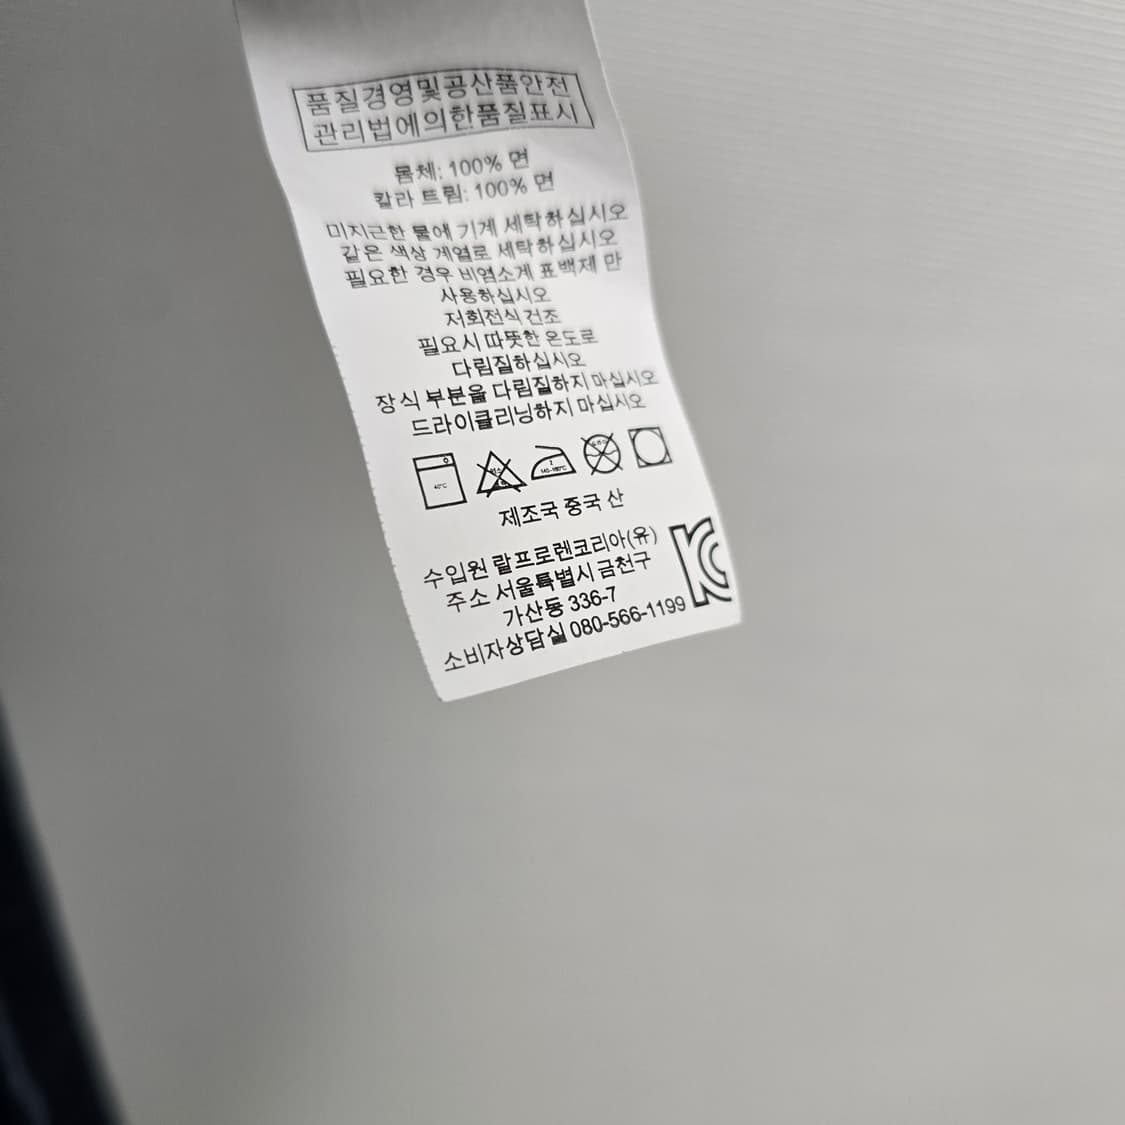 품질경영및공산품안전
관리법에의한품질표시
몸체: 100% 면
칼라 트림: 100% 면
미지근한 물에 기계 세탁하십시오
같은 색상 계열로 세탁하십시오
필요한 경우 비염소계 표백제 만
사용하십시오
저회전식 건조
필요시 따뜻한 온도로
다림질하십시오
장식 부분을 다림질하지 마십시오
드라이클리닝하지 마십시오
40°C
2
140-160°C
제조국 중국 산
수입원 랄프로렌코리아(유)
주소 서울특별시 금천구
가산동 336-7
소비자상담실 080-566-1199